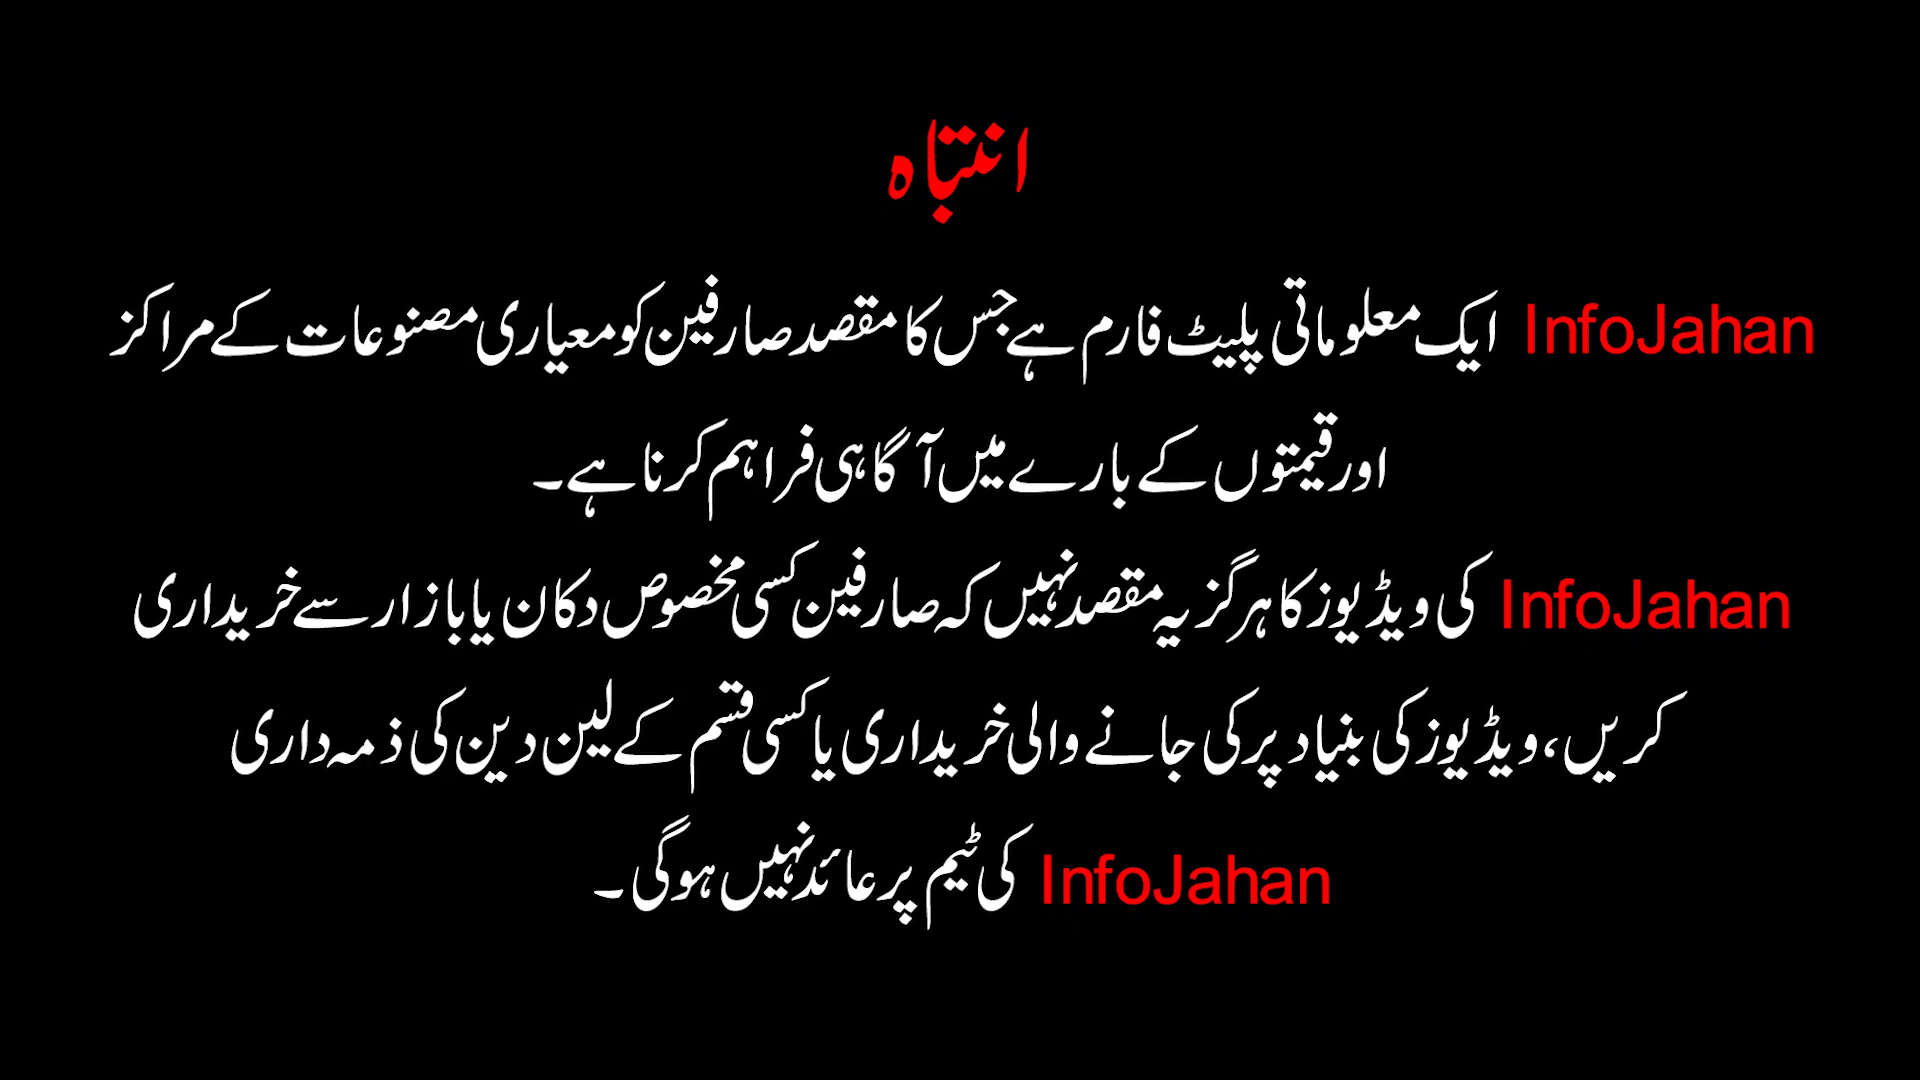 انتباہ
InfoJahan ایک معلوماتی پلیٹ فارم ہے جس کا مقصد صارفین کو معیاری مصنوعات کے مراکز
اور قیمتوں کے بارے میں آگاہی فراہم کرنا ہے۔
InfoJahan کی ویڈیوز کا ہرگز یہ مقصد نہیں کہ صارفین کسی مخصوص دکان یا بازار سے خریداری
کریں، ویڈیوز کی بنیاد پر کی جانے والی خریداری یا کسی قسم کے لین دین کی ذمہ داری
InfoJahan کی ٹیم پر عائد نہیں ہوگی۔